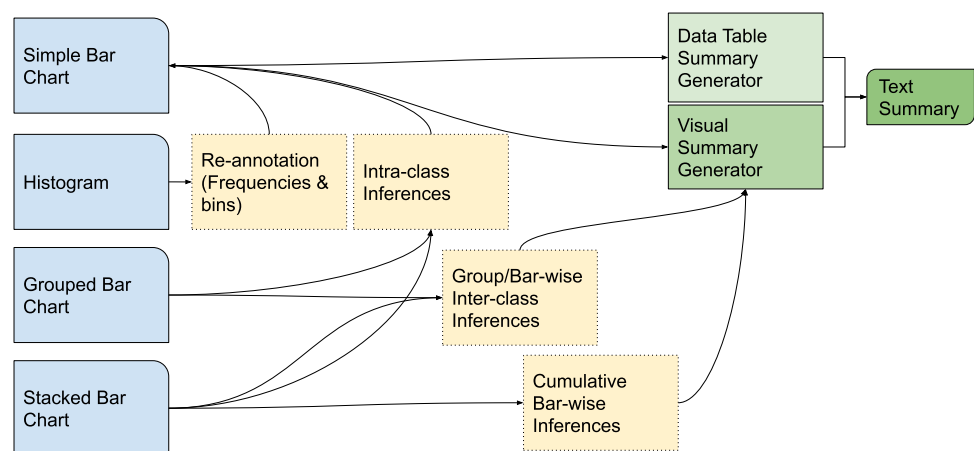 Simple Bar
Chart
Data Table
Summary
Generator
Text
Summary
Visual
Summary
Generator
Histogram
Re-annotation
(Frequencies &
bins)
Intra-class
Inferences
Grouped Bar
Chart
Group/Bar-wise
Inter-class
Inferences
Stacked Bar
Chart
Cumulative
Bar-wise
Inferences